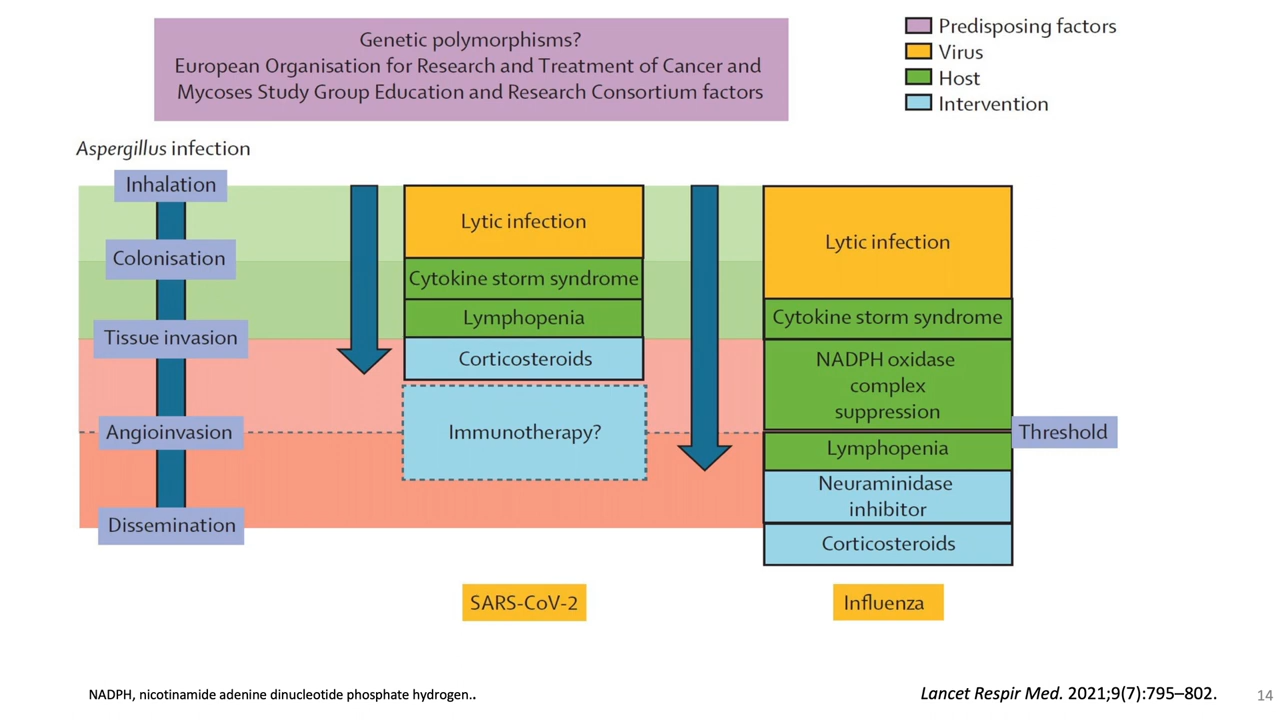 Genetic polymorphisms?
European Organisation for Research and Treatment of Cancer and
Mycoses Study Group Education and Research Consortium factors
Predisposing factors
Virus
Host
Intervention
Aspergillus infection
Inhalation
Colonisation
Tissue invasion
Angioinvasion
Dissemination
Lytic infection
Cytokine storm syndrome
Lymphopenia
Corticosteroids
Immunotherapy?
SARS-CoV-2
Lytic infection
Cytokine storm syndrome
NADPH oxidase
complex
suppression
Lymphopenia
Neuraminidase
inhibitor
Corticosteroids
Influenza
Threshold
NADPH, nicotinamide adenine dinucleotide phosphate hydrogen..
Lancet Respir Med. 2021;9(7):795–802.
14